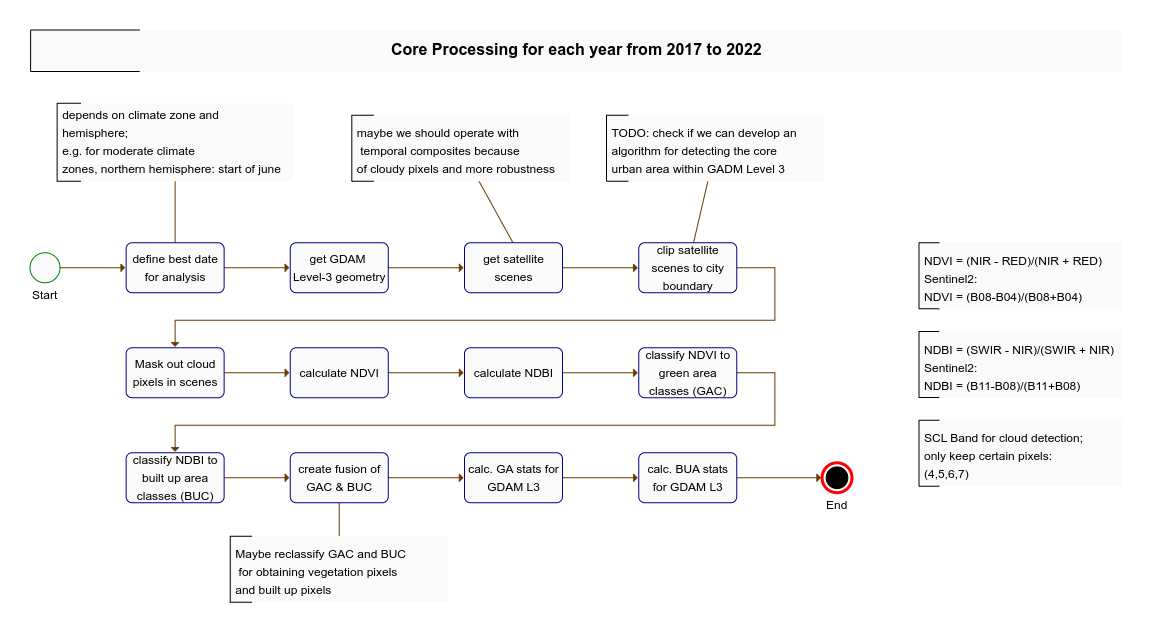 Core Processing for each year from 2017 to 2022
depends on climate zone and
hemisphere;
e.g. for moderate climate
zones, northern hemisphere: start of june
maybe we should operate with
temporal composites because
of cloudy pixels and more robustness
TODO: check if we can develop an
algorithm for detecting the core
urban area within GADM Level 3
Start
define best date
for analysis
get GDAM
Level-3 geometry
get satellite
scenes
clip satellite
scenes to city
boundary
NDVI = (NIR - RED)/(NIR + RED)
Sentinel2:
NDVI = (B08-B04)/(B08+B04)
Mask out cloud
pixels in scenes
calculate NDVI
calculate NDBI
classify NDVI to
green area
classes (GAC)
NDBI = (SWIR - NIR)/(SWIR + NIR)
Sentinel2:
NDBI = (B11-B08)/(B11+B08)
classify NDBI to
built up area
classes (BUC)
create fusion of
GAC & BUC
calc. GA stats for
GDAM L3
calc. BUA stats
for GDAM L3
End
SCL Band for cloud detection;
only keep certain pixels:
(4,5,6,7)
Maybe reclassify GAC and BUC
for obtaining vegetation pixels
and built up pixels